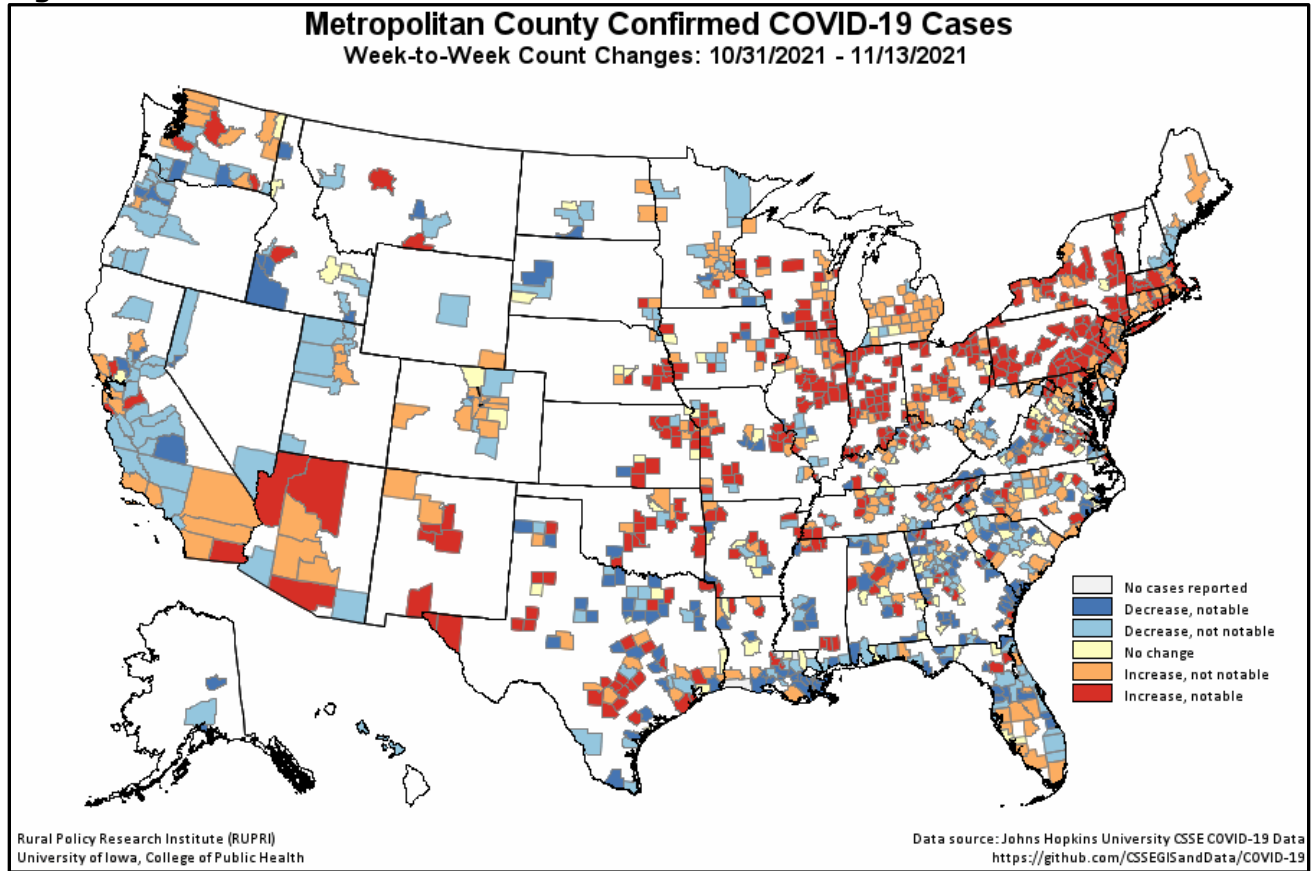 Metropolitan County Confirmed COVID-19 Cases
Week-to-Week Count Changes: 10/31/2021 - 11/13/2021
No cases reported
Decrease, notable
Decrease, not notable
No change
Increase, not notable
Increase, notable
Rural Policy Research Institute (RUPRI)
University of Iowa, College of Public Health
Data source: Johns Hopkins University CSSE COVID-19 Data
https://github.com/CSSEGISandData/COVID-19